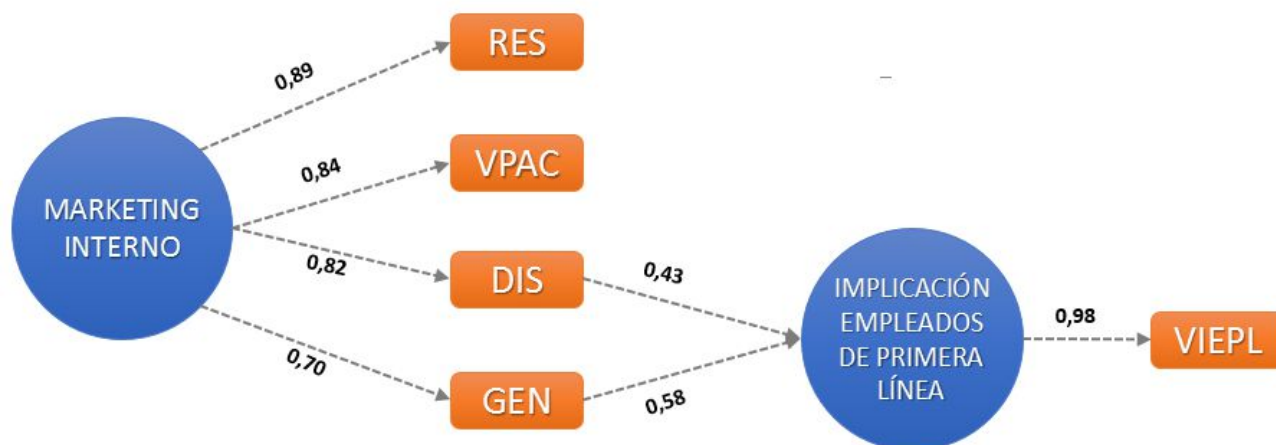 RES
0,89
VPAC
0,84
MARKETING
INTERNO
0,82
DIS
0,43
IMPLICACIÓN
EMPLEADOS
DE PRIMERA
LÍNEA
0,98
VIEPL
0,70
GEN
0,58